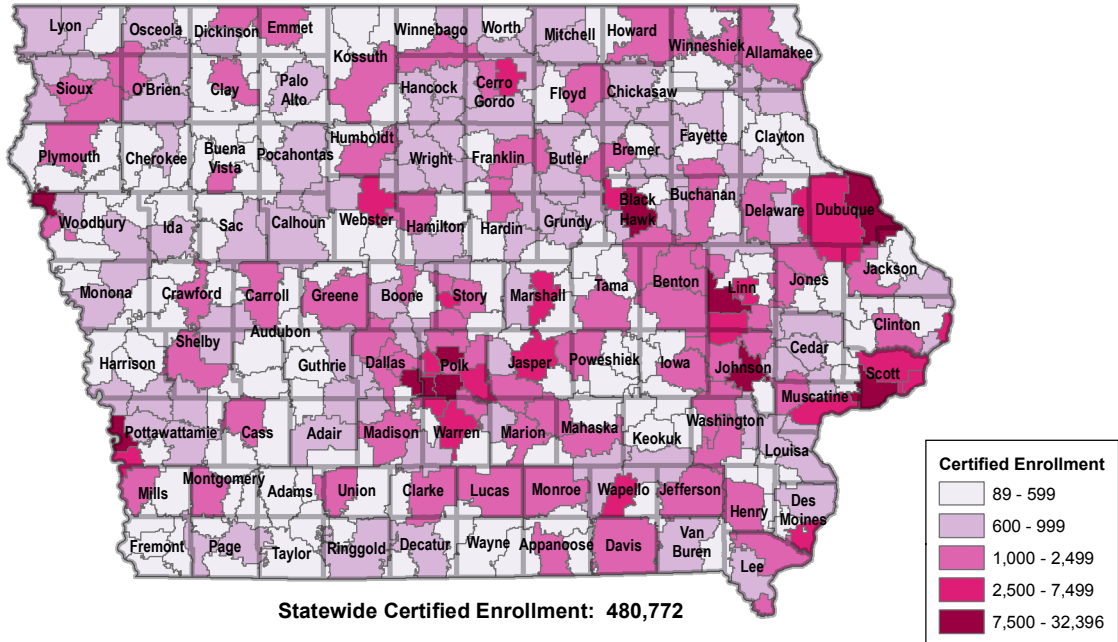 Lyon
Osceola
Dickinson
Emmet
Winnebago
Worth
Mitchell
Howard
Winneshiek
Allamakee
Kossuth
Sioux
O'Brien
Clay
Palo
Alto
Hancock
Cerro
Gordo
Floyd
Chickasaw
Fayette
Clayton
Plymouth
Cherokee
Buena
Vista
Pocahontas
Humboldt
Wright
Franklin
Butler
Bremer
Woodbury
Ida
Sac
Calhoun
Webster
Hamilton
Hardin
Grundy
Black
Hawk
Buchanan
Delaware
Dubuque
Monona
Crawford
Carroll
Greene
Boone
Story
Marshall
Tama
Benton
Linn
Jones
Jackson
Clinton
Harrison
Shelby
Audubon
Guthrie
Dallas
Polk
Jasper
Poweshiek
Iowa
Johnson
Cedar
Scott
Muscatine
Pottawattamie
Cass
Adair
Madison
Warren
Marion
Mahaska
Keokuk
Washington
Louisa
Mills
Montgomery
Adams
Union
Clarke
Lucas
Monroe
Wapello
Jefferson
Henry
Des
Moines
Fremont
Page
Taylor
Ringgold
Decatur
Wayne
Appanoose
Davis
Van
Buren
Lee
Statewide Certified Enrollment: 480,772
Certified Enrollment
89 - 599
600 - 999
1,000 - 2,499
2,500 - 7,499
7,500 - 32,396